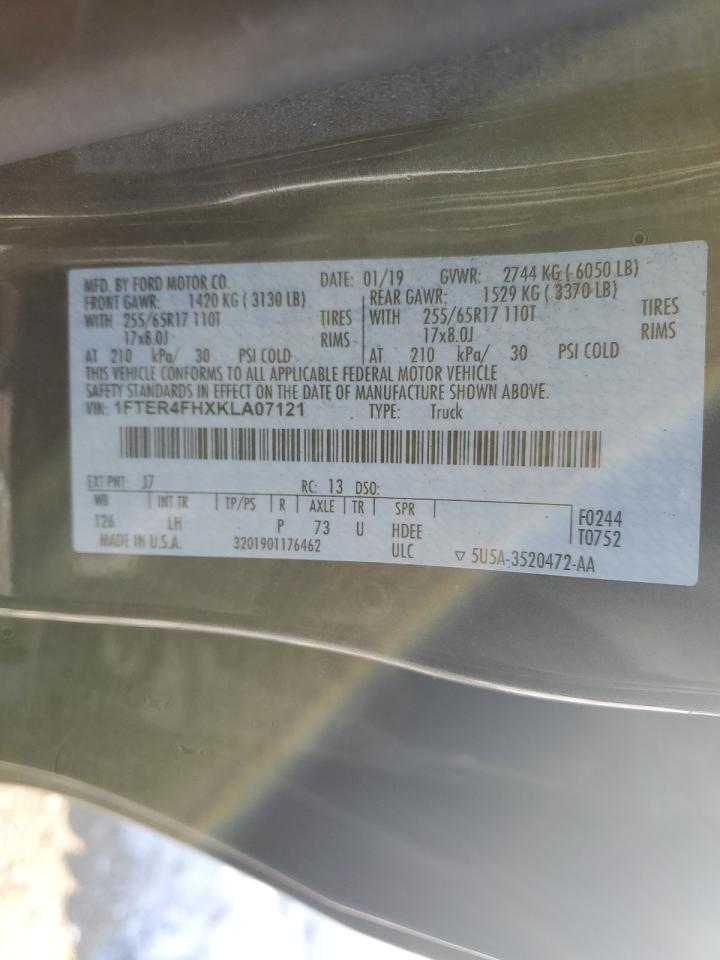 MFD. BY FORD MOTOR CO. DATE: 01/19 GVWR: 2744 KG ( 6050 LB)
FRONT GAWR: 1420 KG ( 3130 LB) REAR GAWR: 1529 KG ( 3370 LB)
WITH 255/65R17 110T TIRES WITH 255/65R17 110T TIRES
17x8.0J RIMS 17x8.0J RIMS
AT 210 kPa/ 30 PSI COLD AT 210 kPa/ 30 PSI COLD
THIS VEHICLE CONFORMS TO ALL APPLICABLE FEDERAL MOTOR VEHICLE
SAFETY STANDARDS IN EFFECT ON THE DATE OF MANUFACTURE SHOWN ABOVE.
VIN: 1FTER4FHXKLA07121 TYPE: Truck
EXT PNT: J7 RC: 13 DSO:
WB INT TR TP/PS R AXLE TR SPR F0244
126 LH P 73 U HDEE T0752
MADE IN U.S.A. 3201901176462 ULC ▽ 5U5A-3520472-AA